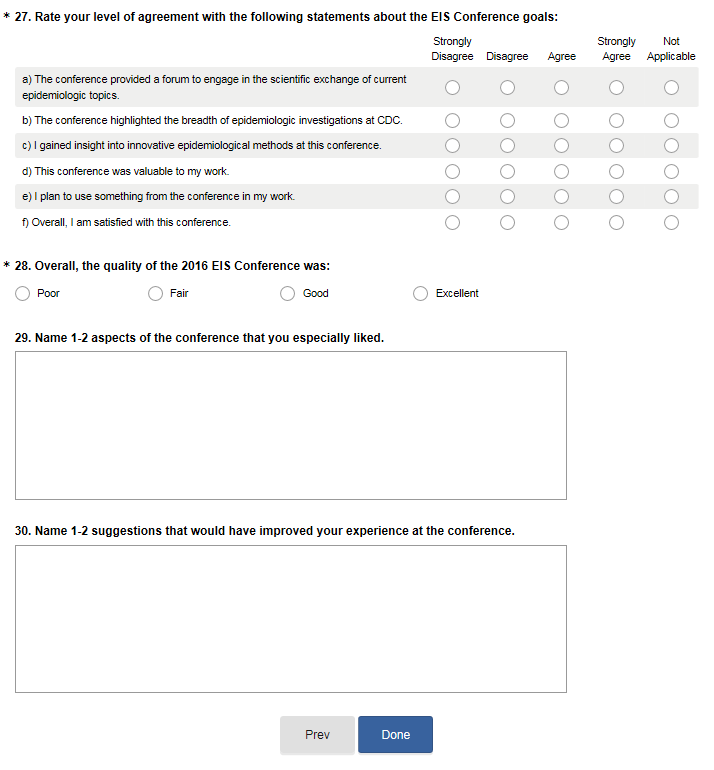 * 27. Rate your level of agreement with the following statements about the EIS Conference goals:
Strongly Disagree Disagree Agree Strongly Agree Not Applicable
a) The conference provided a forum to engage in the scientific exchange of current
epidemiologic topics.
b) The conference highlighted the breadth of epidemiologic investigations at CDC.
c) I gained insight into innovative epidemiological methods at this conference.
d) This conference was valuable to my work.
e) I plan to use something from the conference in my work.
f) Overall, I am satisfied with this conference.
* 28. Overall, the quality of the 2016 EIS Conference was:
Poor Fair Good Excellent
29. Name 1-2 aspects of the conference that you especially liked.
30. Name 1-2 suggestions that would have improved your experience at the conference.
Prev Done